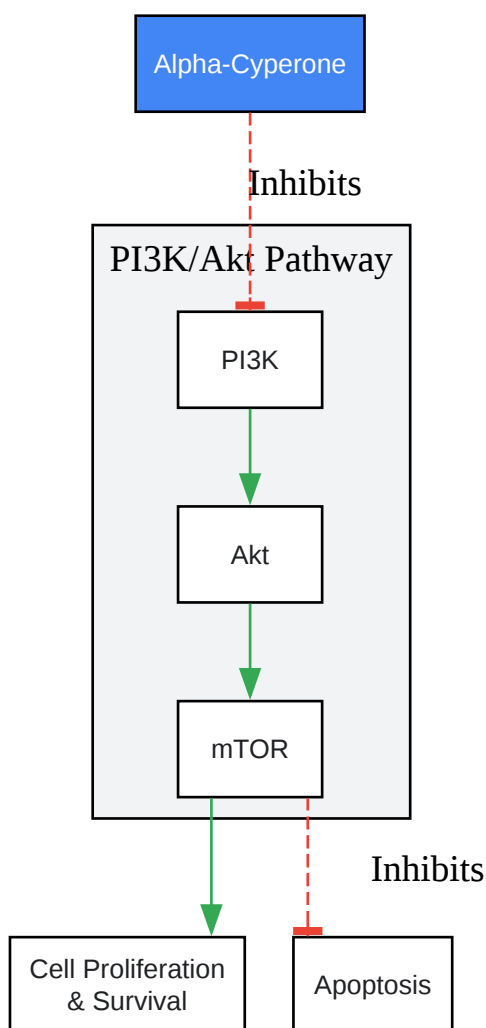 Alpha-Cyperone
Inhibits
PI3K/Akt Pathway
PI3K
Akt
mTOR
Inhibits
Cell Proliferation
& Survival
Apoptosis